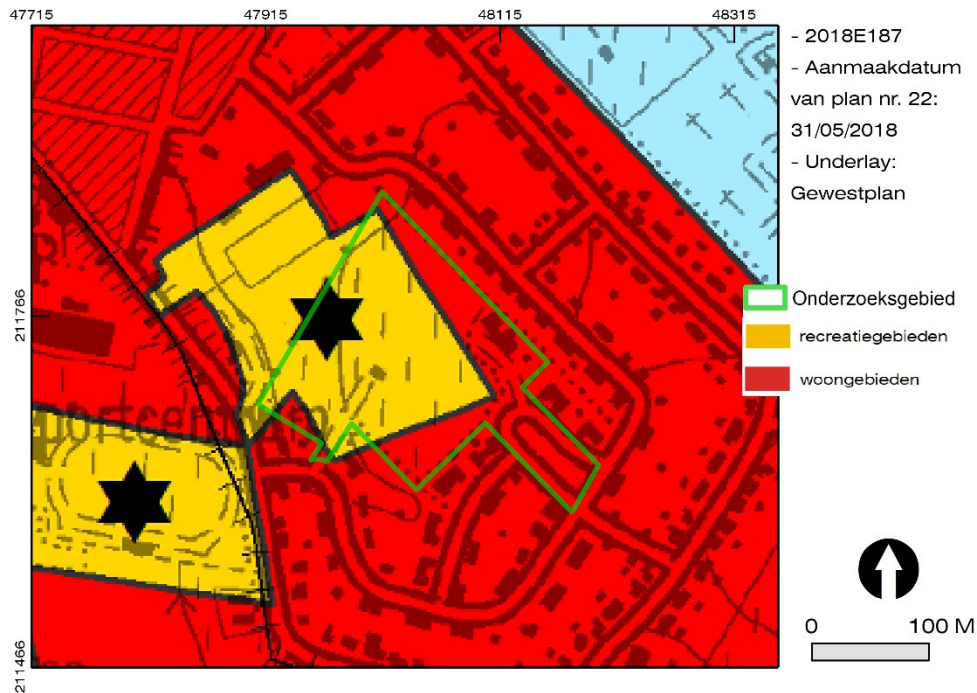 47715 47915 48115 48315
- 2018E187
- Aanmaakdatum
van plan nr. 22:
31/05/2018
- Underlay:
Gewestplan
Onderzoeksgebied
recreatiegebieden
woongebieden
211766
portcentrum
211466
0 100 M